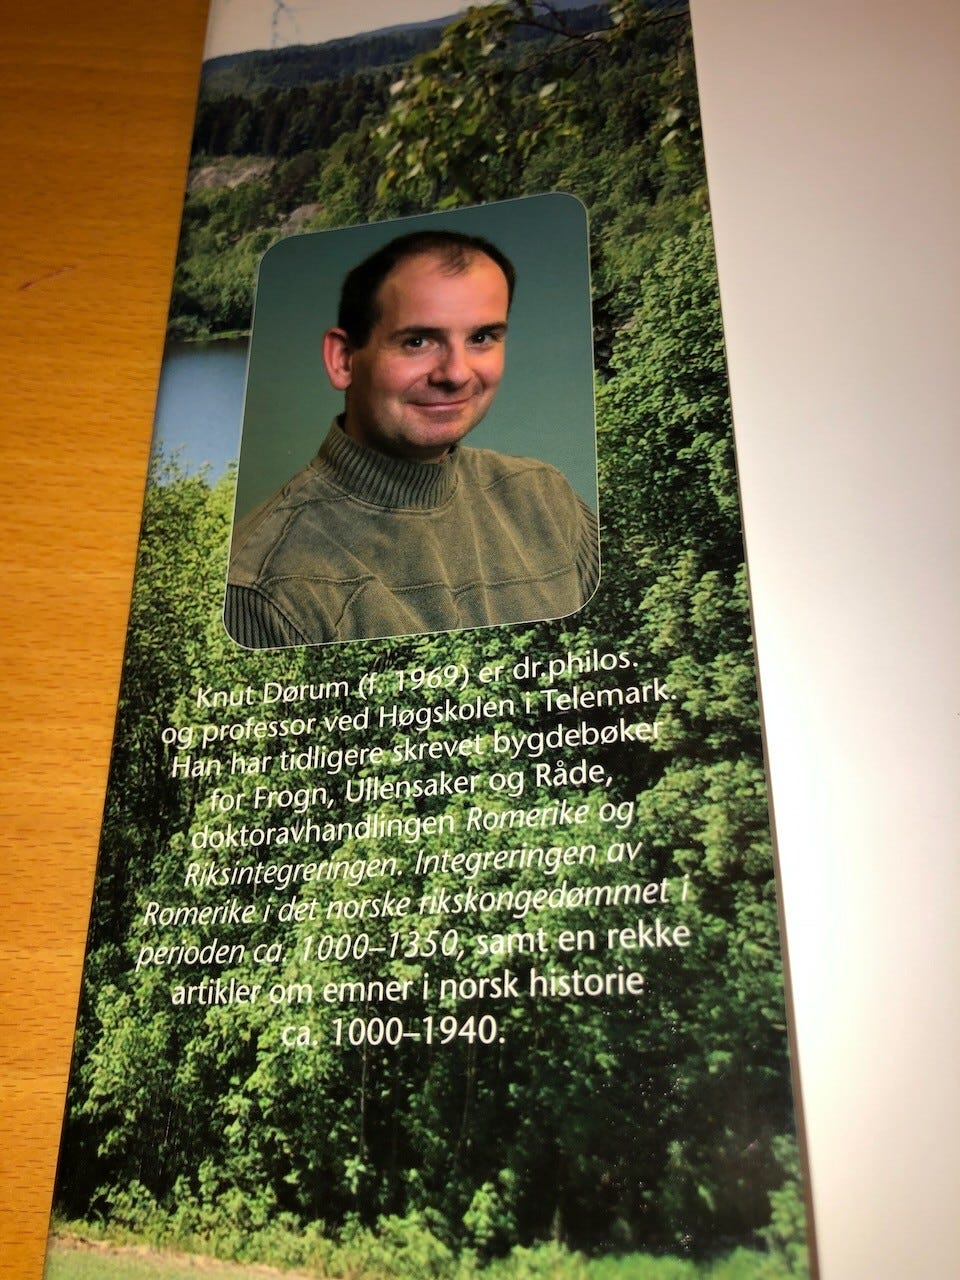 Knut Dørum (f. 1969) er dr.philos.
og professor ved Høgskolen i Telemark.
Han har tidligere skrevet bygdebøker
for Frogn, Ullensaker og Råde,
doktoravhandlingen Romerike og
Riksintegreringen. Integreringen av
Romerike i det norske rikskongedømmet i
perioden ca. 1000–1350, samt en rekke
artikler om emner i norsk historie
ca. 1000–1940.